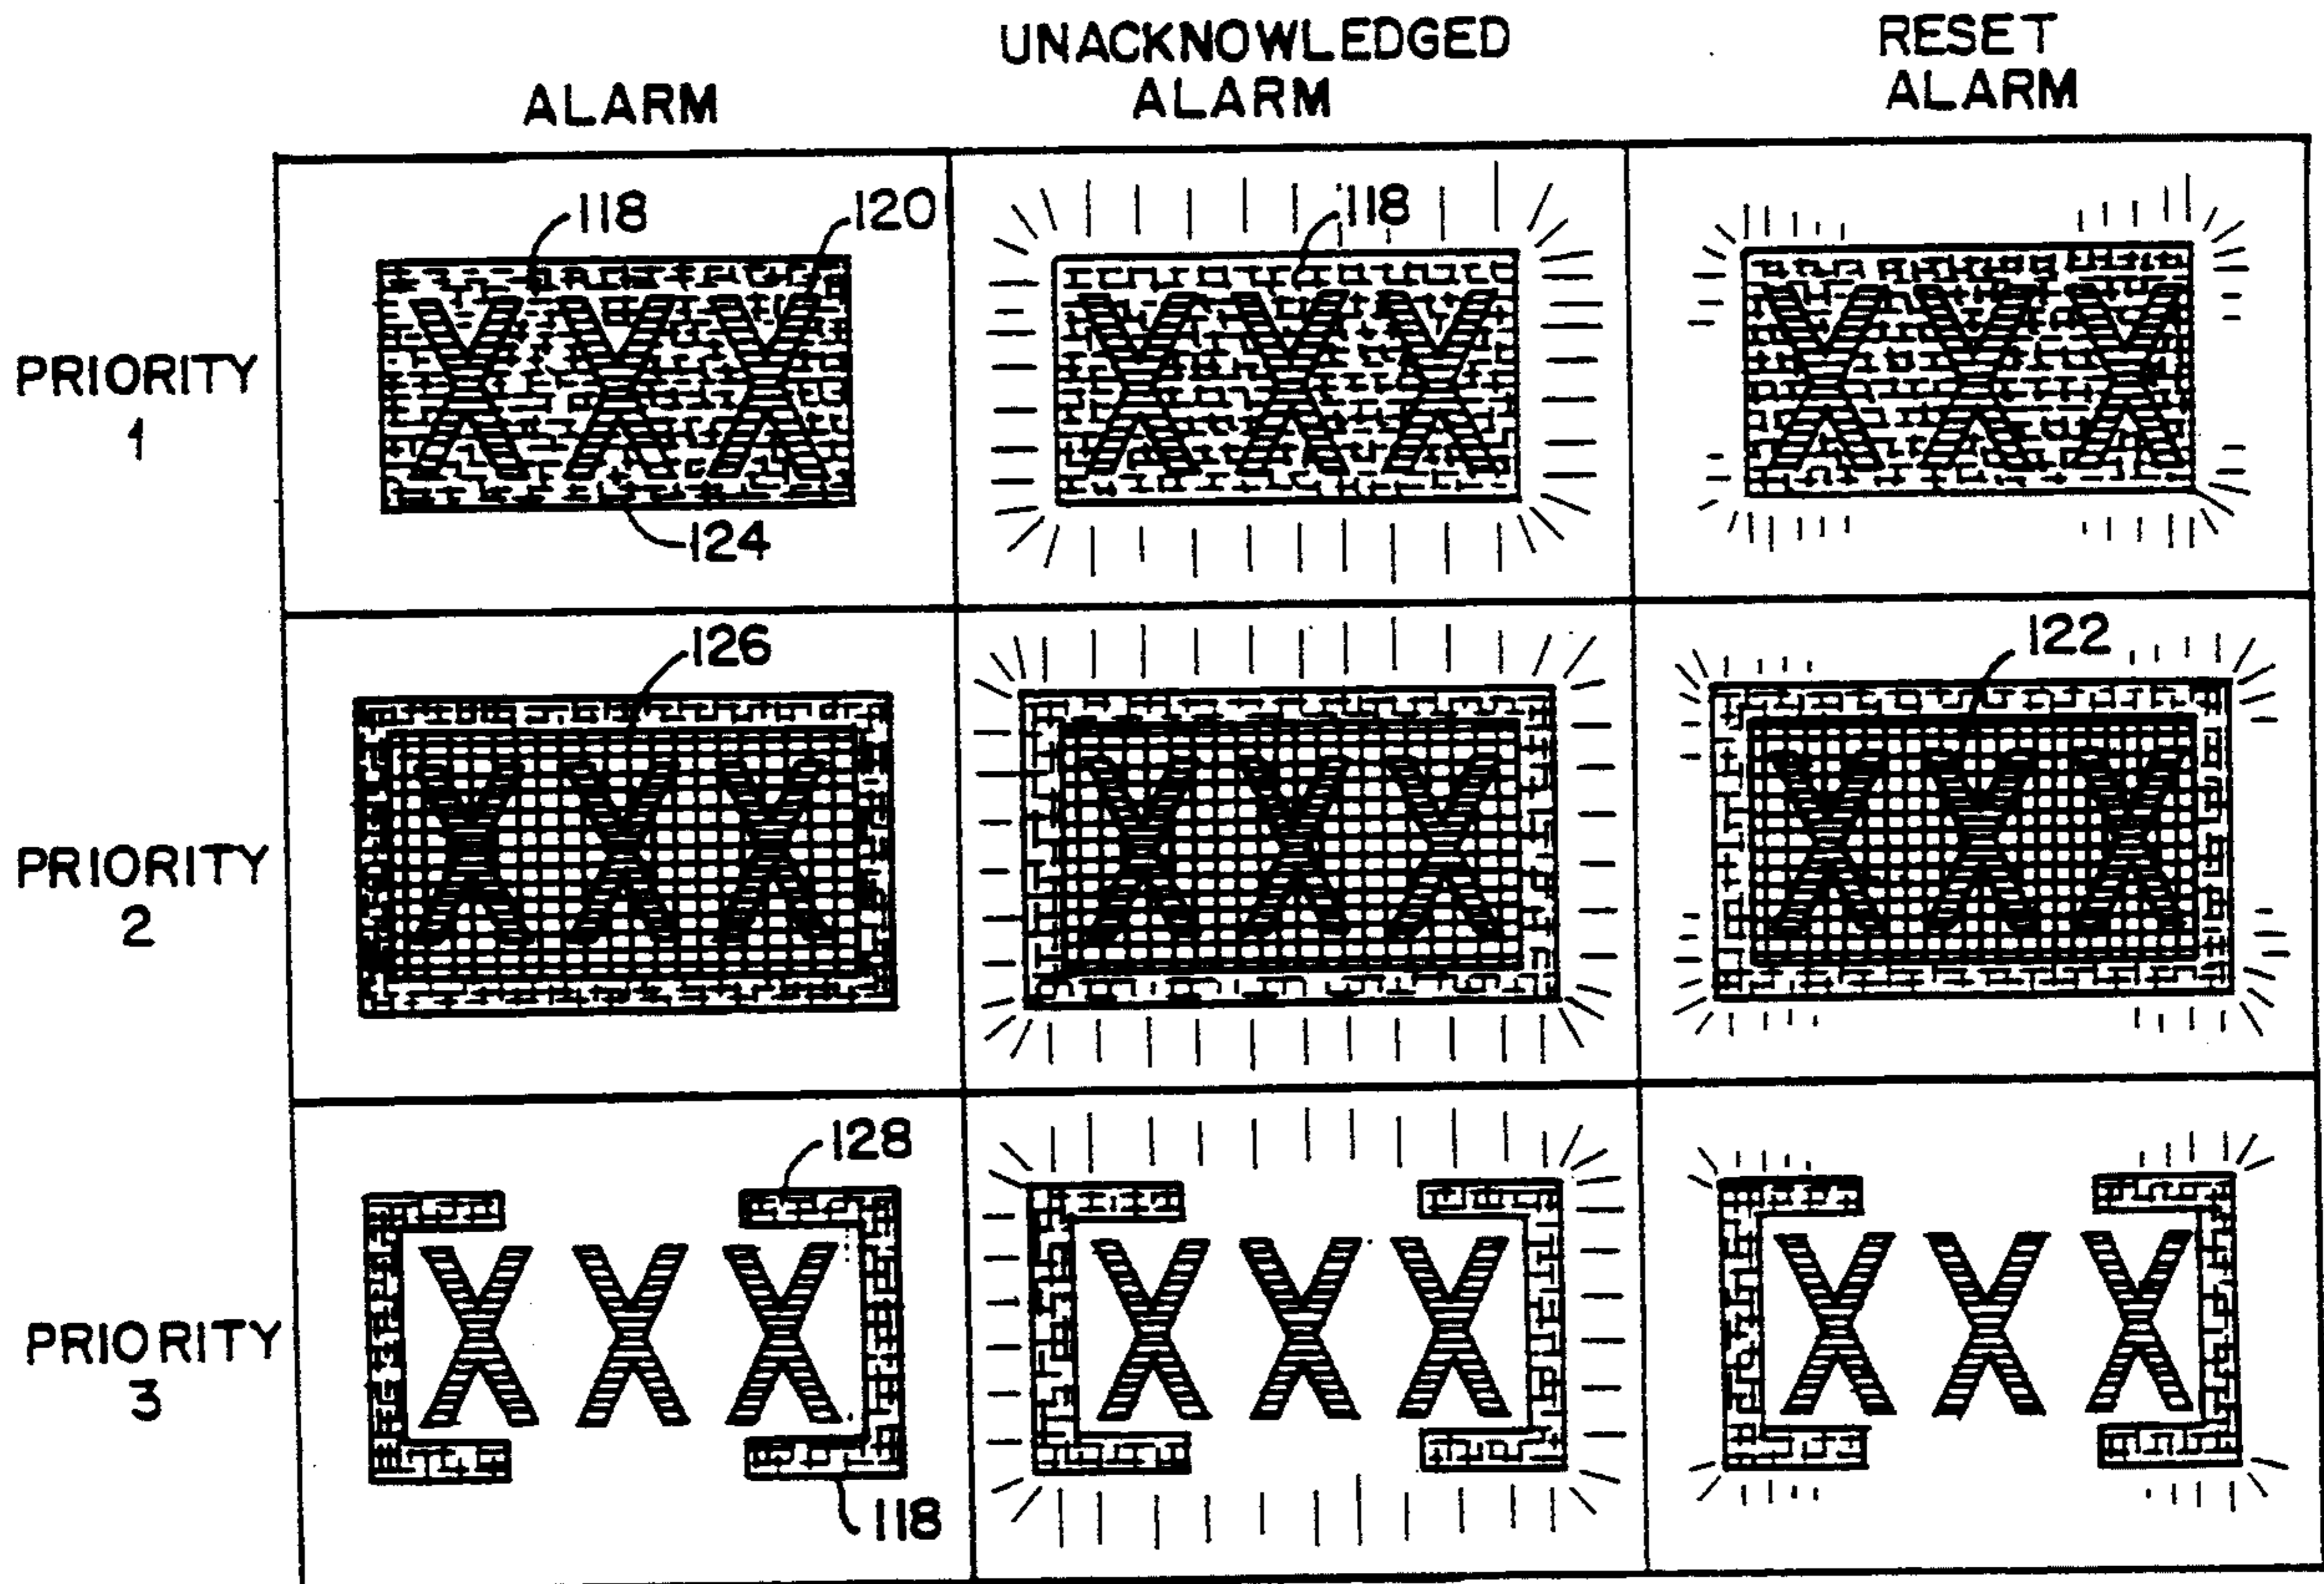 ALARM
UNACKNOWLEDGED
ALARM
RESET
ALARM
PRIORITY
1
118
120
XXX
124
118
XXX
XXX
PRIORITY
2
126
XXX
XXX
122
XXX
PRIORITY
3
128
XXX
118
XXX
XXX